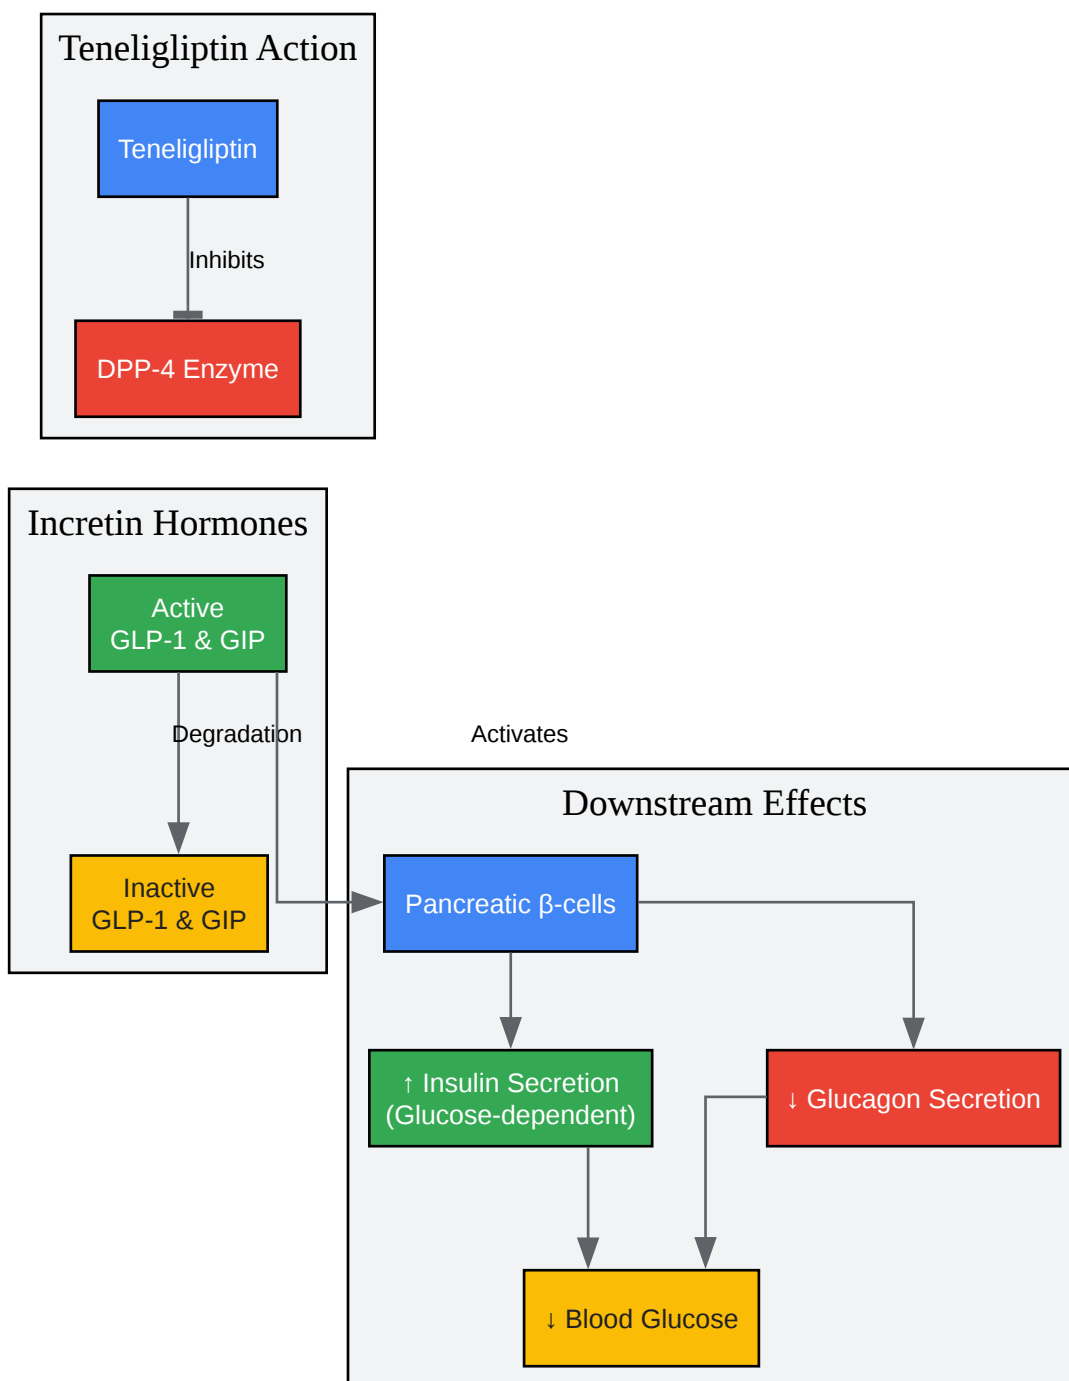 Teneligliptin Action
Teneligliptin
Inhibits
DPP-4 Enzyme
Incretin Hormones
Active
GLP-1 & GIP
Degradation
Activates
Inactive
GLP-1 & GIP
Downstream Effects
Pancreatic β-cells
↑ Insulin Secretion
(Glucose-dependent)
↓ Glucagon Secretion
↓ Blood Glucose